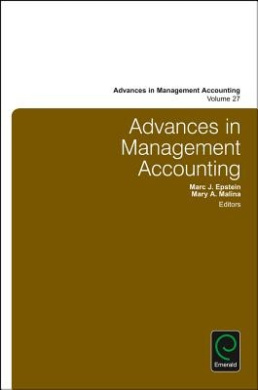 Advances in Management Accounting
Volume 27
Advances in
Management
Accounting
Marc J. Epstein
Mary A. Malina
Editors
Emerald